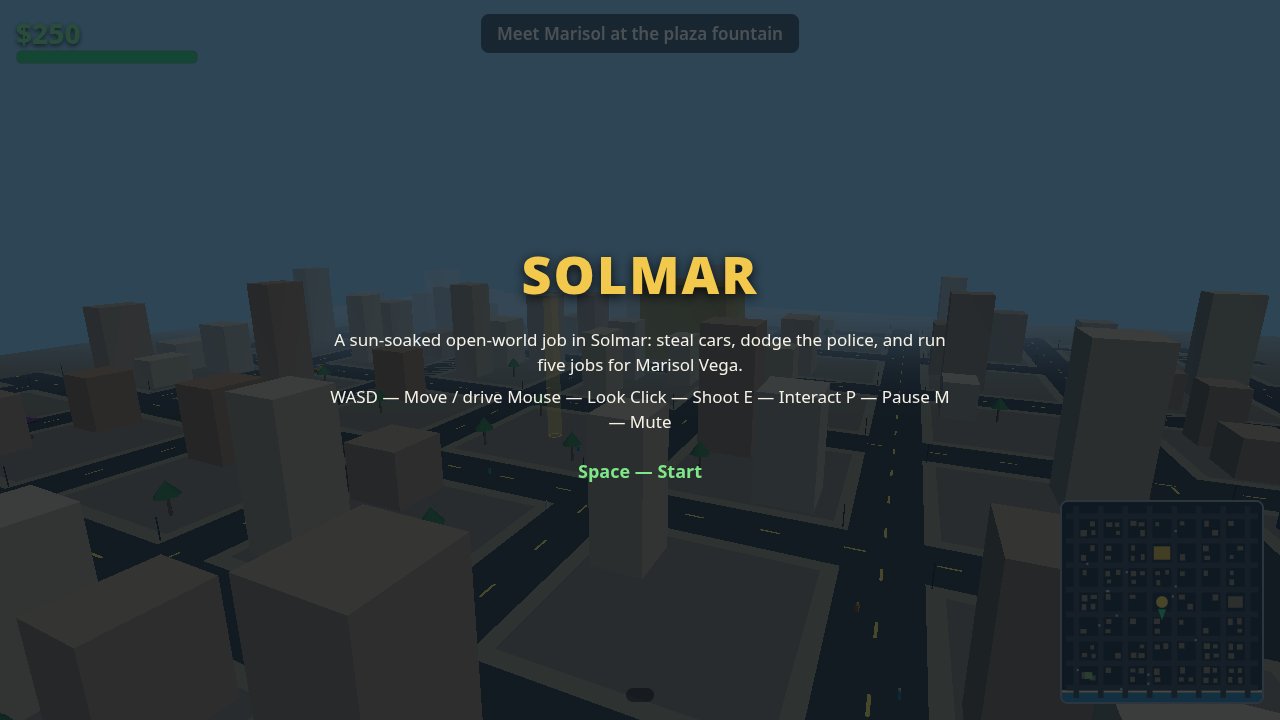 $250
Meet Marisol at the plaza fountain
SOLMAR
A sun-soaked open-world job in Solmar: steal cars, dodge the police, and run
five jobs for Marisol Vega.
WASD — Move / drive Mouse — Look Click — Shoot E — Interact P — Pause M
— Mute
Space — Start